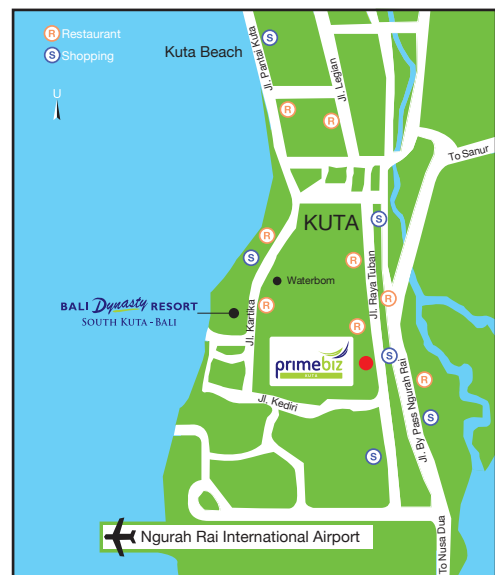 R Restaurant
S Shopping
U
Kuta Beach
Jl. Pantai Kuta
S
Jl. Legian
R
R
To Sanur
KUTA
S
R
S
R
Waterbom
BALI Dynasty RESORT
SOUTH KUTA - BALI
R
R
Jl. Kartika
Jl. Raya Tuban
R
primebiz
KUTA
S
R
Jl. Kediri
Jl. By Pass Ngurah Rai
S
S
Ngurah Rai International Airport
To Nusa Dua